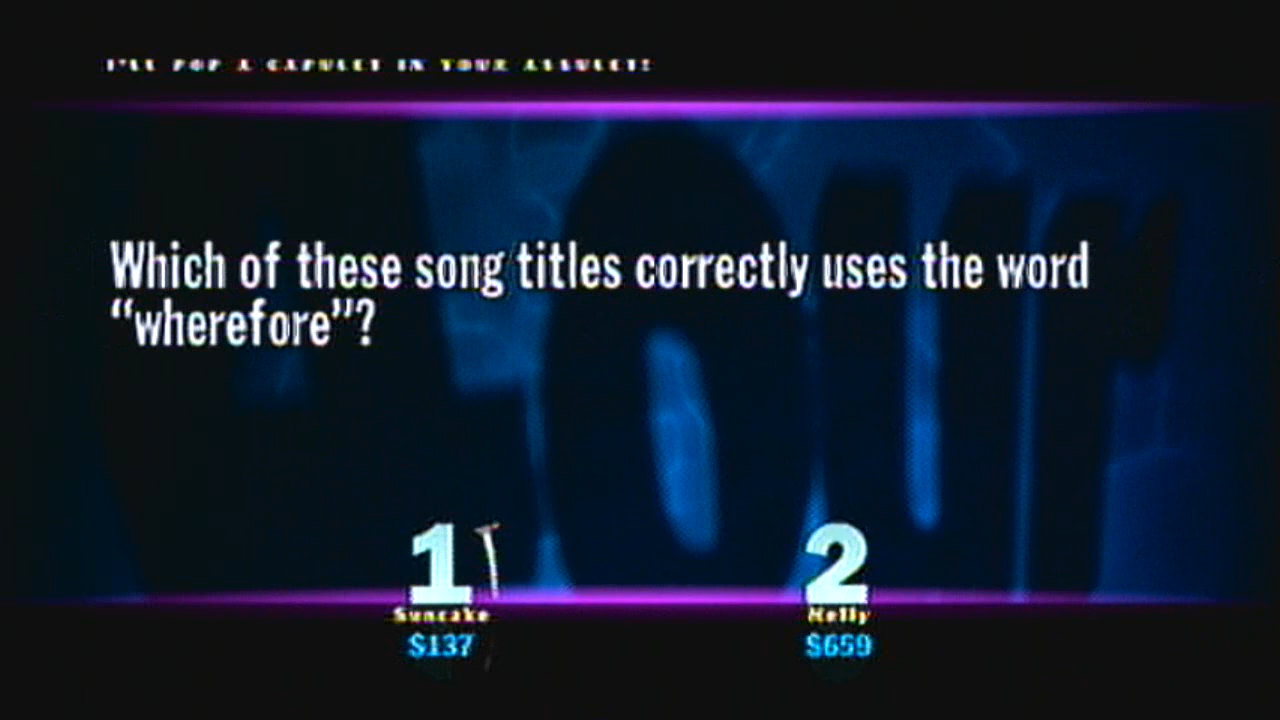 I'LL POP A CAPULET IN YOUR ASSULET!
Which of these song titles correctly uses the word
“wherefore”?
1
2
Suncake
Nelly
$137
$659